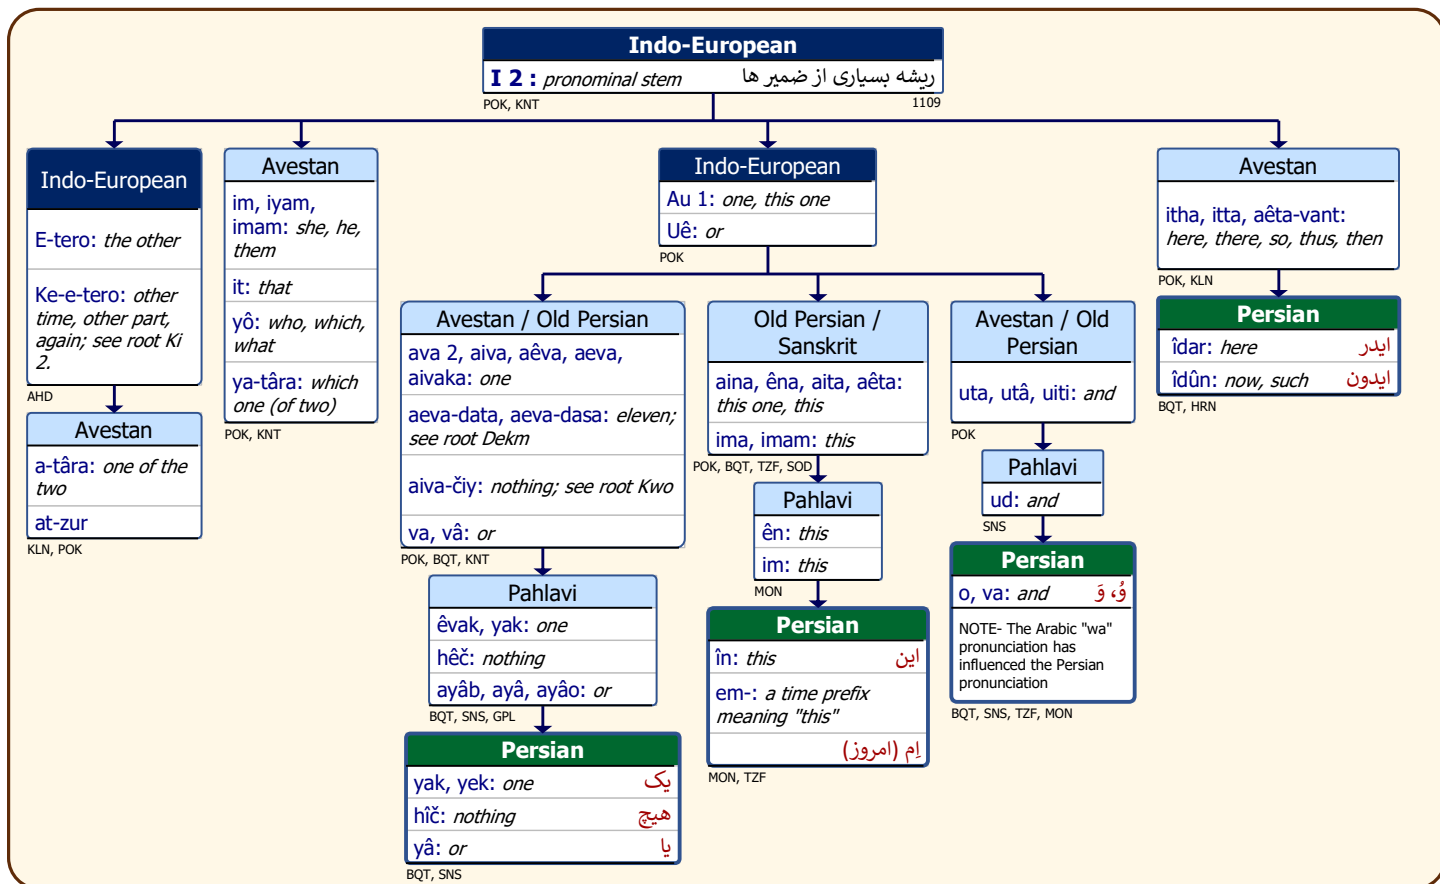 Indo-European
I 2 : pronominal stem ریشه بسیاری از ضمیر ها
POK, KNT 1109
Indo-European
E-tero: the other
Ke-e-tero: other
time, other part,
again; see root Ki
2.
AHD
Avestan
a-târa: one of the
two
at-zur
KLN, POK
Avestan
im, iyam,
imam: she, he,
them
it: that
yô: who, which,
what
ya-târa: which
one (of two)
POK, KNT
Indo-European
Au 1: one, this one
Uê: or
POK
Avestan / Old Persian
ava 2, aiva, aêva, aeva,
aivaka: one
aeva-data, aeva-dasa: eleven;
see root Dekm
aiva-čiy: nothing; see root Kwo
va, vâ: or
POK, BQT, KNT
Pahlavi
êvak, yak: one
hêč: nothing
ayâb, ayâ, ayâo: or
BQT, SNS, GPL
Persian
yak, yek: one یک
hîč: nothing هیچ
yâ: or یا
BQT, SNS
Old Persian /
Sanskrit
aina, êna, aita, aêta:
this one, this
ima, imam: this
POK, BQT, TZF, SOD
Pahlavi
ên: this
im: this
MON
Persian
în: this این
em-: a time prefix
meaning "this"
اِم (امروز)
MON, TZF
Avestan / Old
Persian
uta, utâ, uiti: and
POK
Pahlavi
ud: and
SNS
Persian
o, va: and وُ، وَ
NOTE- The Arabic "wa"
pronunciation has
influenced the Persian
pronunciation
BQT, SNS, TZF, MON
Avestan
itha, itta, aêta-vant:
here, there, so, thus, then
POK, KLN
Persian
îdar: here ایدر
îdûn: now, such ایدون
BQT, HRN